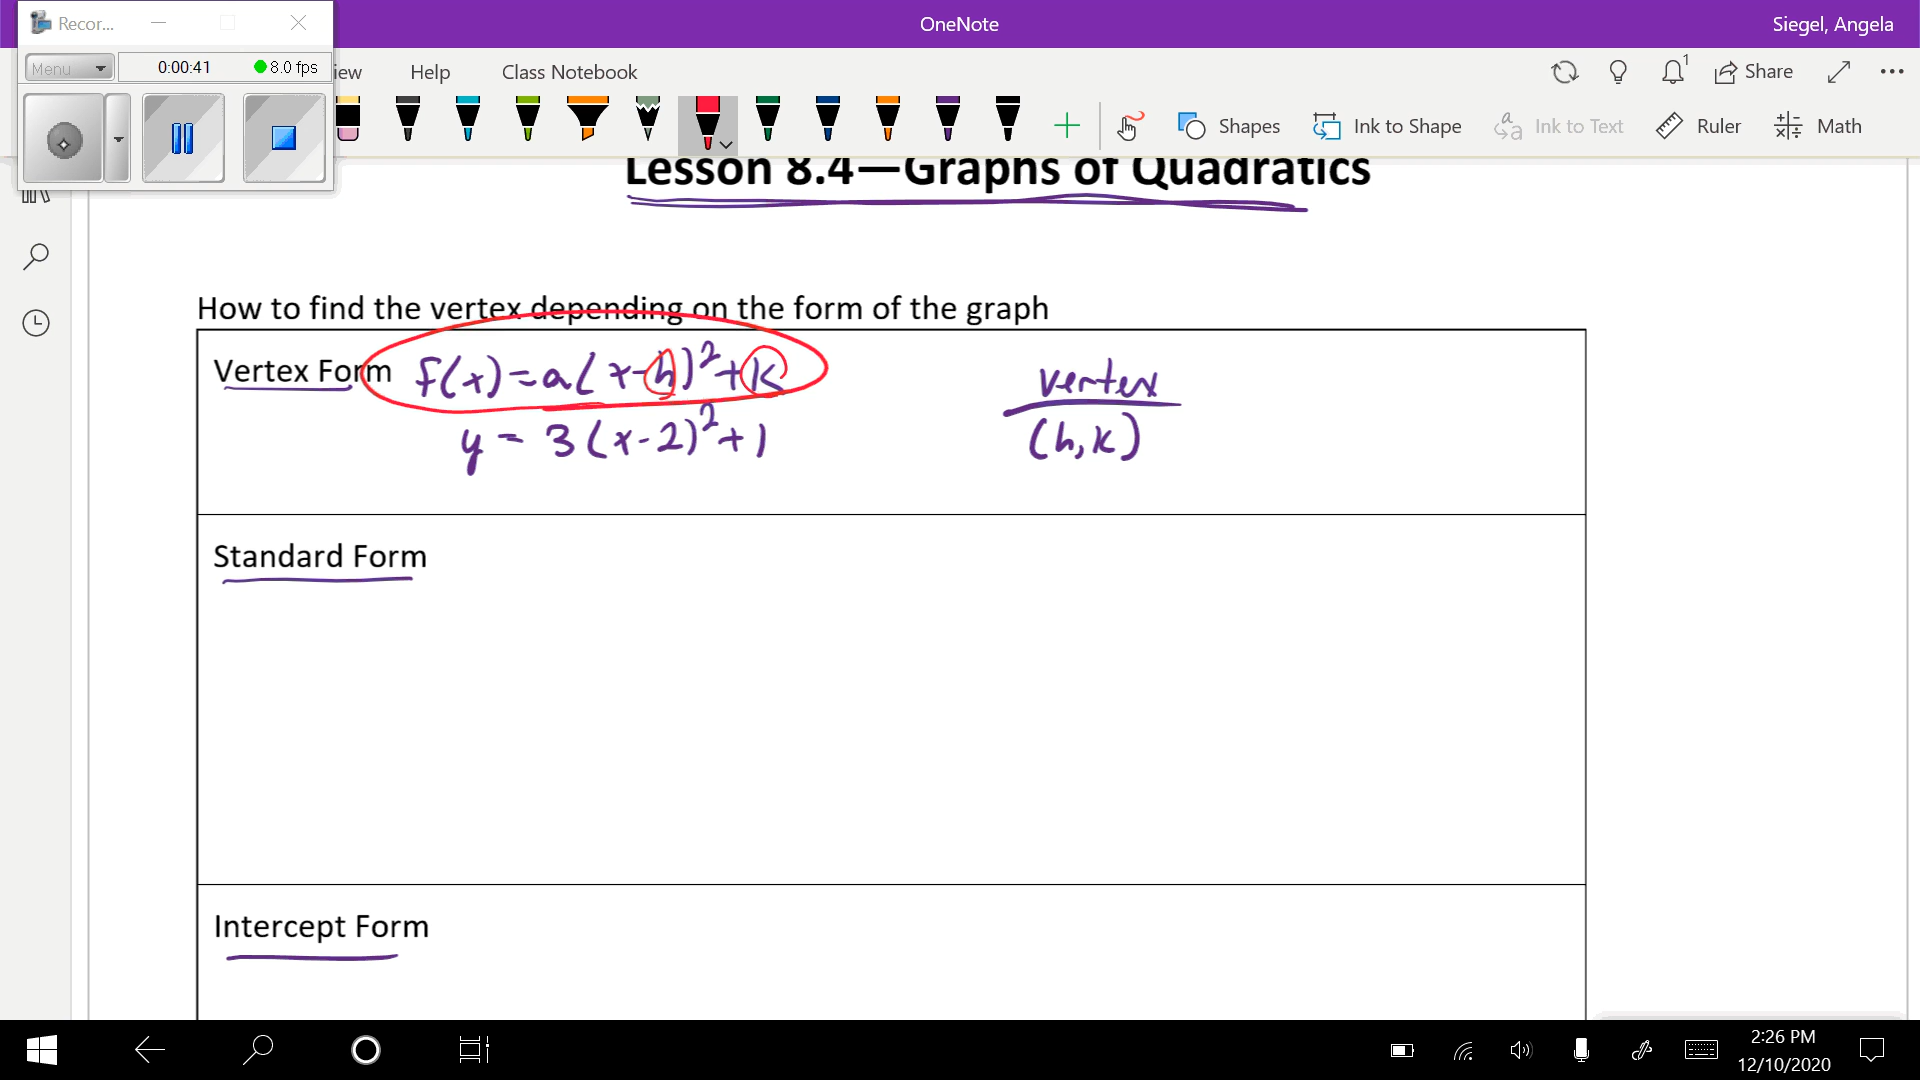 Recor...
OneNote
Siegel, Angela
Menu
0:00:41
8.0 fps
iew
Help
Class Notebook
1
Share
Shapes
Ink to Shape
Ink to Text
Ruler
Math
Lesson 8.4—Graphs of Quadratics
How to find the vertex depending on the form of the graph
Vertex Form f(x) = a(x-h)²+k
vertex
y = 3(x-2)²+1
(h,k)
Standard Form
Intercept Form
2:26 PM
12/10/2020